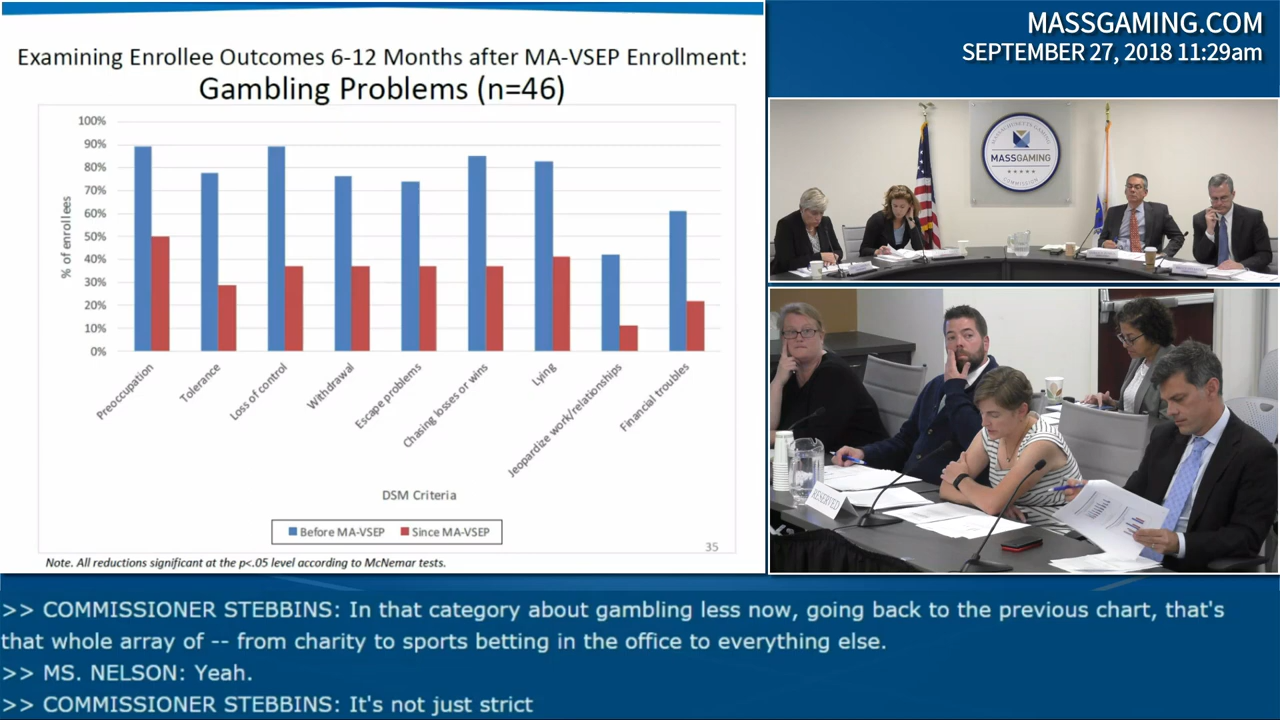 Examining Enrollee Outcomes 6-12 Months after MA-VSEP Enrollment:
Gambling Problems (n=46)
100%
90%
80%
70%
60%
50%
40%
30%
20%
10%
0%
% of enrollees
Preoccupation
Tolerance
Loss of control
Withdrawal
Escape problems
Chasing losses or wins
Lying
Jeopardize work/relationships
Financial troubles
DSM Criteria
Before MA-VSEP Since MA-VSEP
35
Note. All reductions significant at the p<.05 level according to McNemar tests.
MASSGAMING.COM
SEPTEMBER 27, 2018 11:29am
MASSACHUSETTS GAMING
MASSGAMING
COMMISSION
RESERVED
>> COMMISSIONER STEBBINS: In that category about gambling less now, going back to the previous chart, that's
that whole array of -- from charity to sports betting in the office to everything else.
>> MS. NELSON: Yeah.
>> COMMISSIONER STEBBINS: It's not just strict